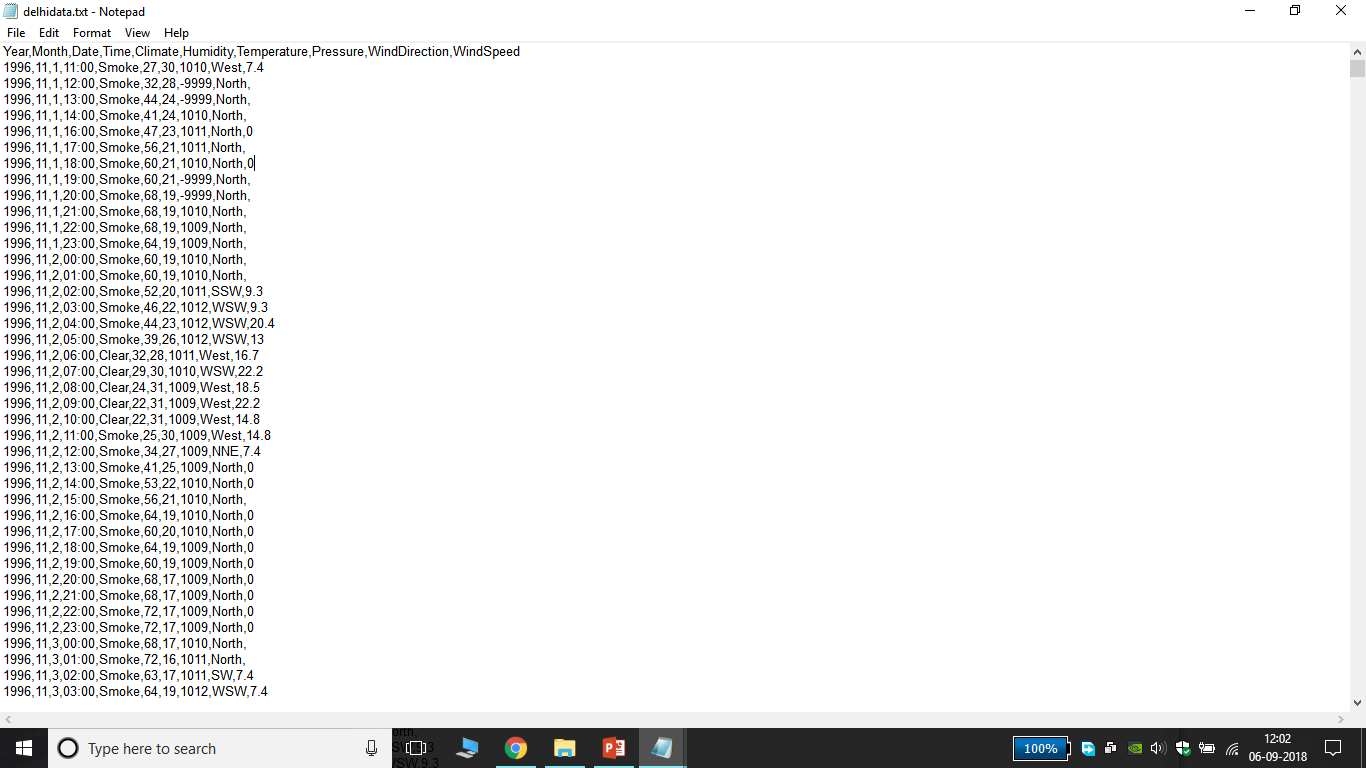 delhidata.txt - Notepad
File Edit Format View Help
Year,Month,Date,Time,Climate,Humidity,Temperature,Pressure,WindDirection,WindSpeed
1996,11,1,11:00,Smoke,27,30,1010,West,7.4
1996,11,1,12:00,Smoke,32,28,-9999,North,
1996,11,1,13:00,Smoke,44,24,-9999,North,
1996,11,1,14:00,Smoke,41,24,1010,North,
1996,11,1,16:00,Smoke,47,23,1011,North,0
1996,11,1,17:00,Smoke,56,21,1011,North,
1996,11,1,18:00,Smoke,60,21,1010,North,0
1996,11,1,19:00,Smoke,60,21,-9999,North,
1996,11,1,20:00,Smoke,68,19,-9999,North,
1996,11,1,21:00,Smoke,68,19,1010,North,
1996,11,1,22:00,Smoke,68,19,1009,North,
1996,11,1,23:00,Smoke,64,19,1009,North,
1996,11,2,00:00,Smoke,60,19,1010,North,
1996,11,2,01:00,Smoke,60,19,1010,North,
1996,11,2,02:00,Smoke,52,20,1011,SSW,9.3
1996,11,2,03:00,Smoke,46,22,1012,WSW,9.3
1996,11,2,04:00,Smoke,44,23,1012,WSW,20.4
1996,11,2,05:00,Smoke,39,26,1012,WSW,13
1996,11,2,06:00,Clear,32,28,1011,West,16.7
1996,11,2,07:00,Clear,29,30,1010,WSW,22.2
1996,11,2,08:00,Clear,24,31,1009,West,18.5
1996,11,2,09:00,Clear,22,31,1009,West,22.2
1996,11,2,10:00,Clear,22,31,1009,West,14.8
1996,11,2,11:00,Smoke,25,30,1009,West,14.8
1996,11,2,12:00,Smoke,34,27,1009,NNE,7.4
1996,11,2,13:00,Smoke,41,25,1009,North,0
1996,11,2,14:00,Smoke,53,22,1010,North,0
1996,11,2,15:00,Smoke,56,21,1010,North,
1996,11,2,16:00,Smoke,64,19,1010,North,0
1996,11,2,17:00,Smoke,60,20,1010,North,0
1996,11,2,18:00,Smoke,64,19,1009,North,0
1996,11,2,19:00,Smoke,60,19,1009,North,0
1996,11,2,20:00,Smoke,68,17,1009,North,0
1996,11,2,21:00,Smoke,68,17,1009,North,0
1996,11,2,22:00,Smoke,72,17,1009,North,0
1996,11,2,23:00,Smoke,72,17,1009,North,0
1996,11,3,00:00,Smoke,68,17,1010,North,
1996,11,3,01:00,Smoke,72,16,1011,North,
1996,11,3,02:00,Smoke,63,17,1011,SW,7.4
1996,11,3,03:00,Smoke,64,19,1012,WSW,7.4
Type here to search
100%
12:02
06-09-2018